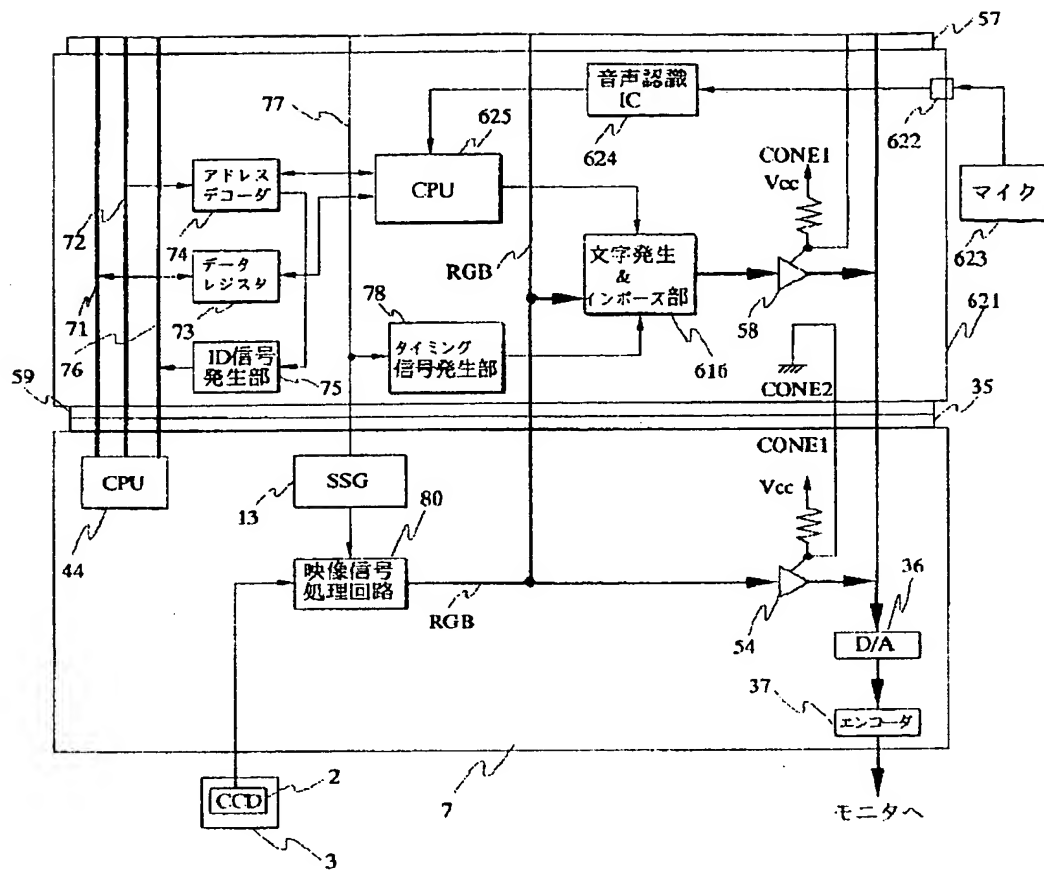 57
77
625
音声認識
IC
624
622
CONE1
Vcc
アドレス
デコーダ
CPU
マイク
72
74
623
RGB
文字発生
&
インポーズ部
データ
レジスタ
58
71
73
78
621
76
ID信号
発生部
75
タイミング
信号発生部
616
CONE2
59
35
CONE1
CPU
SSG
Vcc
13
80
44
映像信号
処理回路
RGB
54
36
D/A
37
エンコーダ
2
CCD
7
モニタへ
3